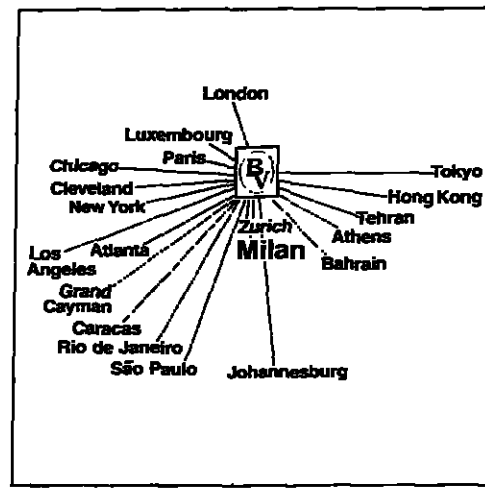 London
Luxembourg
Paris
Chicago
Cleveland
New York
BV
Tokyo
Hong Kong
Tehran
Athens
Bahrain
Zurich
Milan
Los
Angeles
Atlanta
Grand
Cayman
Caracas
Rio de Janeiro
São Paulo
Johannesburg